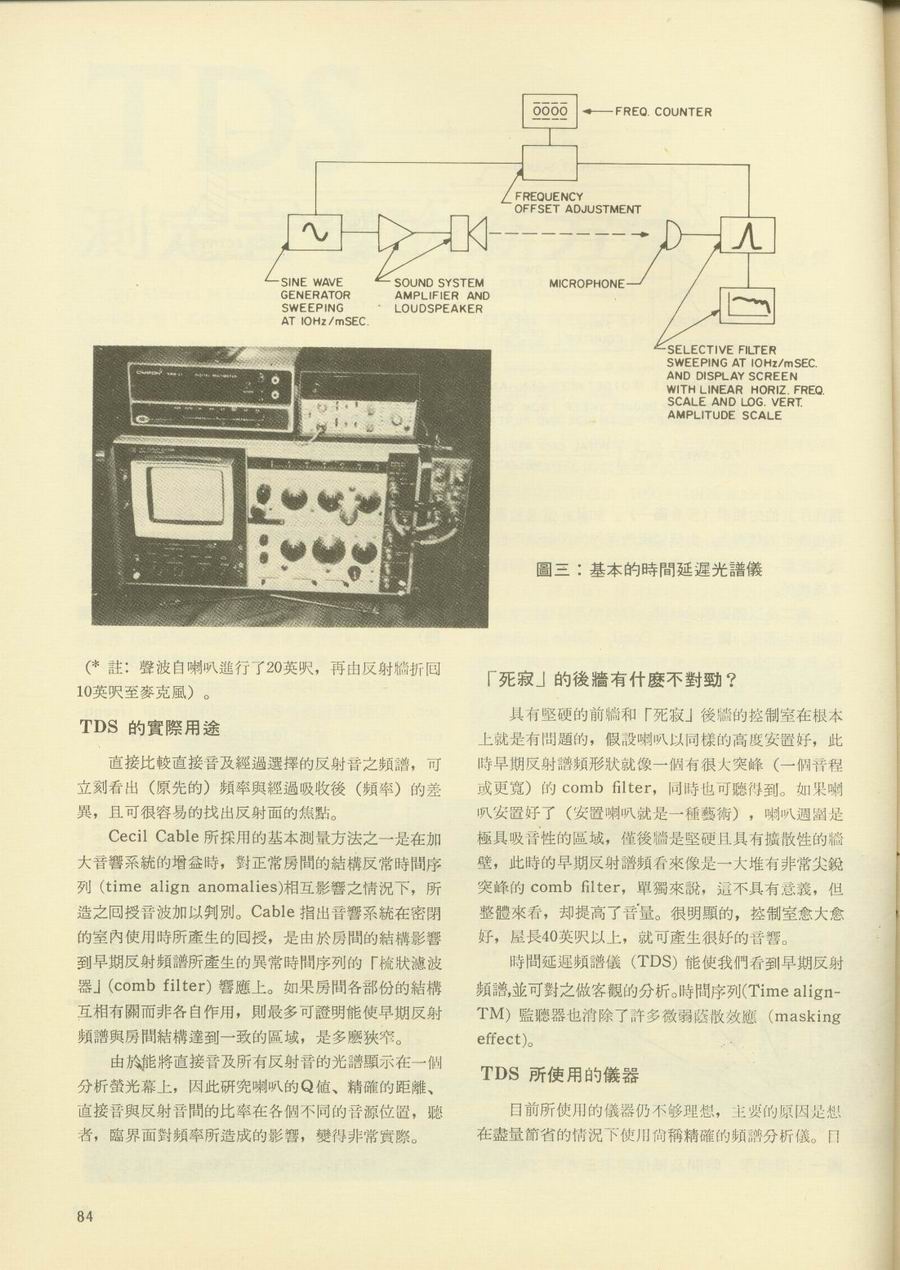 0000
FREQ. COUNTER
FREQUENCY
OFFSET ADJUSTMENT
SINE WAVE
GENERATOR
SWEEPING
AT 10Hz/mSEC.
SOUND SYSTEM
AMPLIFIER AND
LOUDSPEAKER
MICROPHONE
SELECTIVE FILTER
SWEEPING AT 10Hz/mSEC.
AND DISPLAY SCREEN
WITH LINEAR HORIZ. FREQ.
SCALE AND LOG. VERT.
AMPLITUDE SCALE
圖三：基本的時間延遲光譜儀
(* 註：聲波自喇叭進行了20英呎，再由反射牆折回
10英呎至麥克風）。
TDS 的實際用途
直接比較直接音及經過選擇的反射音之頻譜，可
立刻看出（原先的）頻率與經過吸收後（頻率）的差
異，且可很容易的找出反射面的焦點。
Cecil Cable 所採用的基本測量方法之一是在加
大音響系統的增益時，對正常房間的結構反常時間序
列 (time align anomalies)相互影響之情況下，所
造之回授音波加以判別。Cable 指出音響系統在密閉
的室內使用時所產生的回授，是由於房間的結構影響
到早期反射頻譜所產生的異常時間序列的「梳狀濾波
器」(comb filter) 響應上。如果房間各部份的結構
互相有關而非各自作用，則最多可證明能使早期反射
頻譜與房間結構達到一致的區域，是多麼狹窄。
由於能將直接音及所有反射音的光譜顯示在一個
分析螢光幕上，因此研究喇叭的Q值、精確的距離、
直接音與反射音間的比率在各個不同的音源位置，聽
者，臨界面對頻率所造成的影響，變得非常實際。
「死寂」的後牆有什麼不對勁？
具有堅硬的前牆和「死寂」後牆的控制室在根本
上就是有問題的，假設喇叭以同樣的高度安置好，此
時早期反射譜頻形狀就像一個有很大突峰（一個音程
或更寬）的 comb filter，同時也可聽得到。如果喇
叭安置好了（安置喇叭就是一種藝術），喇叭週圍是
極具吸音性的區域，僅後牆是堅硬且具有擴散性的牆
壁，此時的早期反射譜頻看來像是一大堆有非常尖銳
突峰的 comb filter，單獨來說，這不具有意義，但
整體來看，却提高了音量。很明顯的，控制室愈大愈
好，屋長40英呎以上，就可產生很好的音響。
時間延遲頻譜儀（TDS）能使我們看到早期反射
頻譜,並可對之做客觀的分析。時間序列(Time align-
TM) 監聽器也消除了許多微弱蔭散效應 (masking
effect)。
TDS 所使用的儀器
目前所使用的儀器仍不够理想，主要的原因是想
在盡量節省的情況下使用尙稱精確的頻譜分析儀。目
84